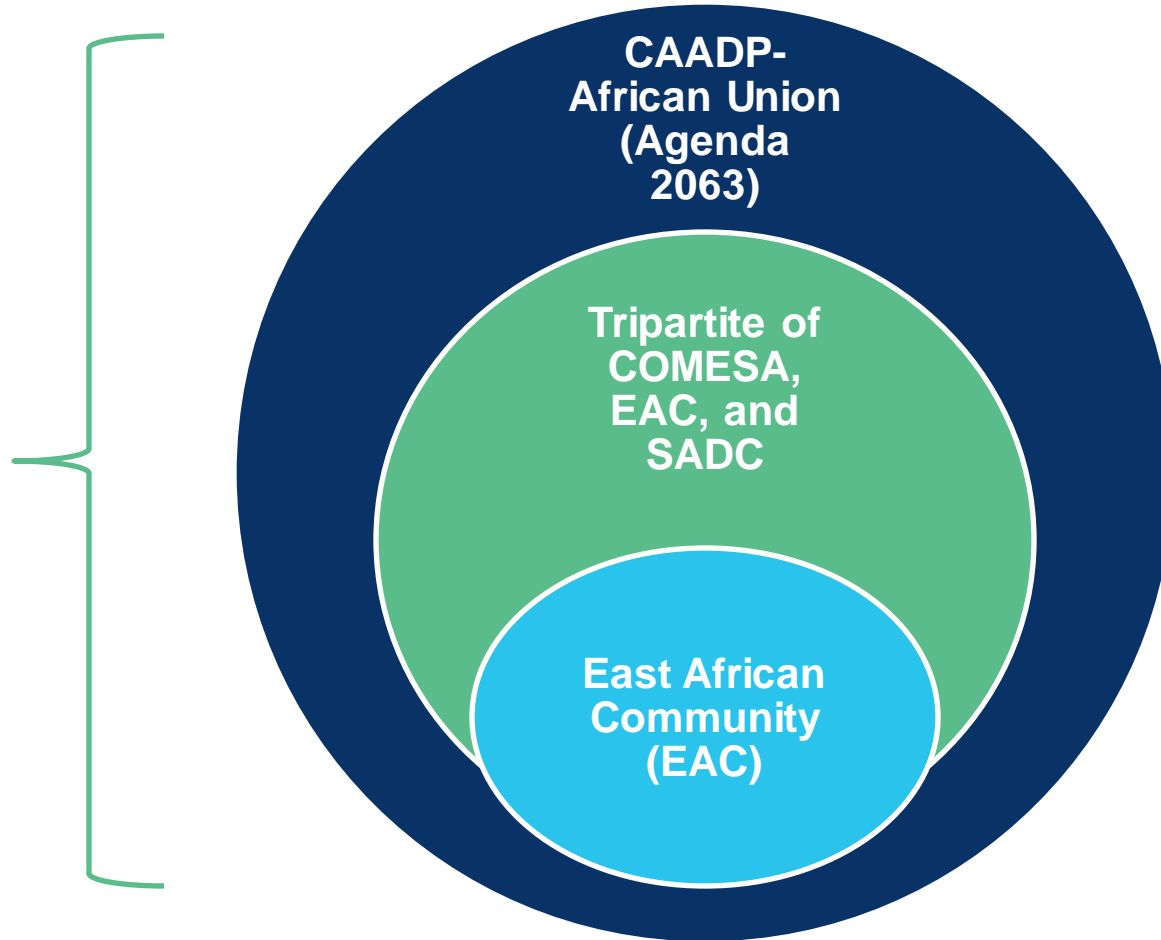 CAADP-
African Union
(Agenda
2063)
Tripartite of
COMESA,
EAC, and
SADC
East African
Community
(EAC)